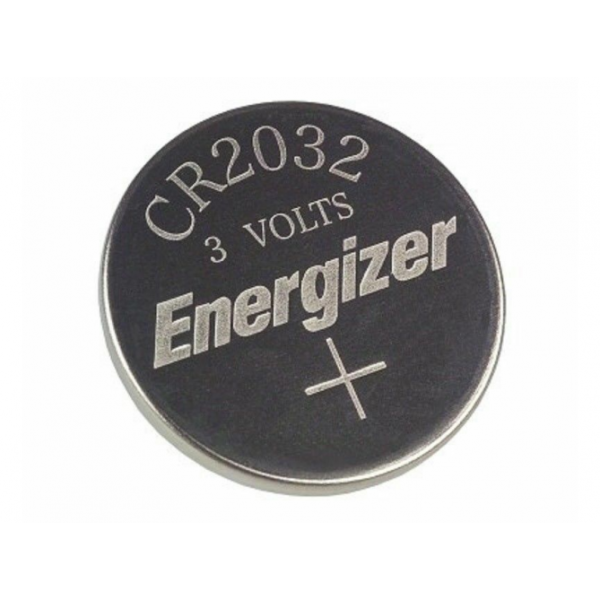 CR2032
3 VOLTS
Energizer
+